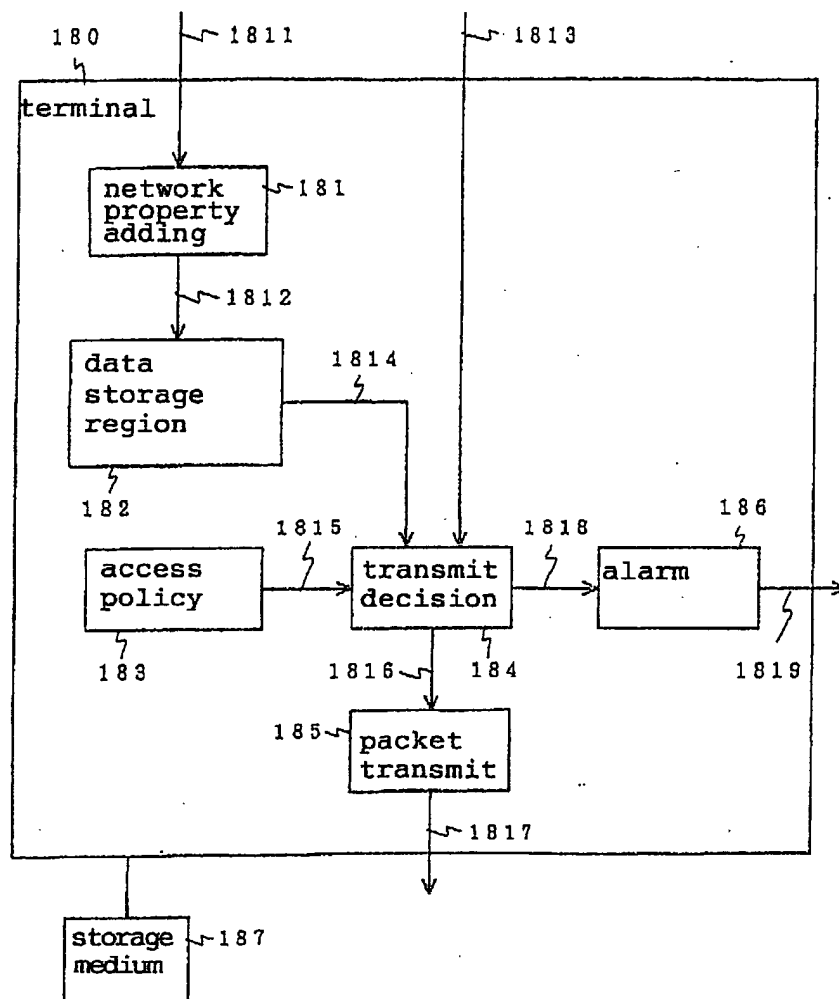 180
1811
1813
terminal
network
property
adding
181
1812
data
storage
region
1814
182
1815
1818
186
access
policy
transmit
decision
alarm
183
1816
184
1819
185
packet
transmit
1817
storage
medium
187